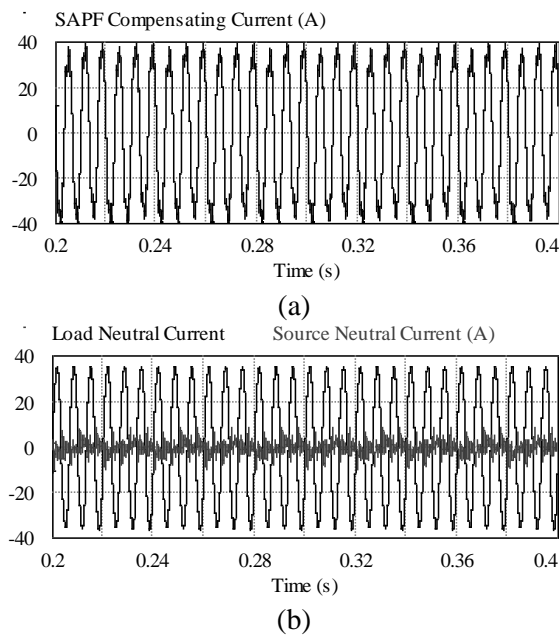 SAPF Compensating Current (A)
40
20
0
-20
-40
0.2 0.24 0.28 0.32 0.36 0.4
Time (s)
(a)
Load Neutral Current Source Neutral Current (A)
40
20
0
-20
-40
0.2 0.24 0.28 0.32 0.36 0.4
Time (s)
(b)